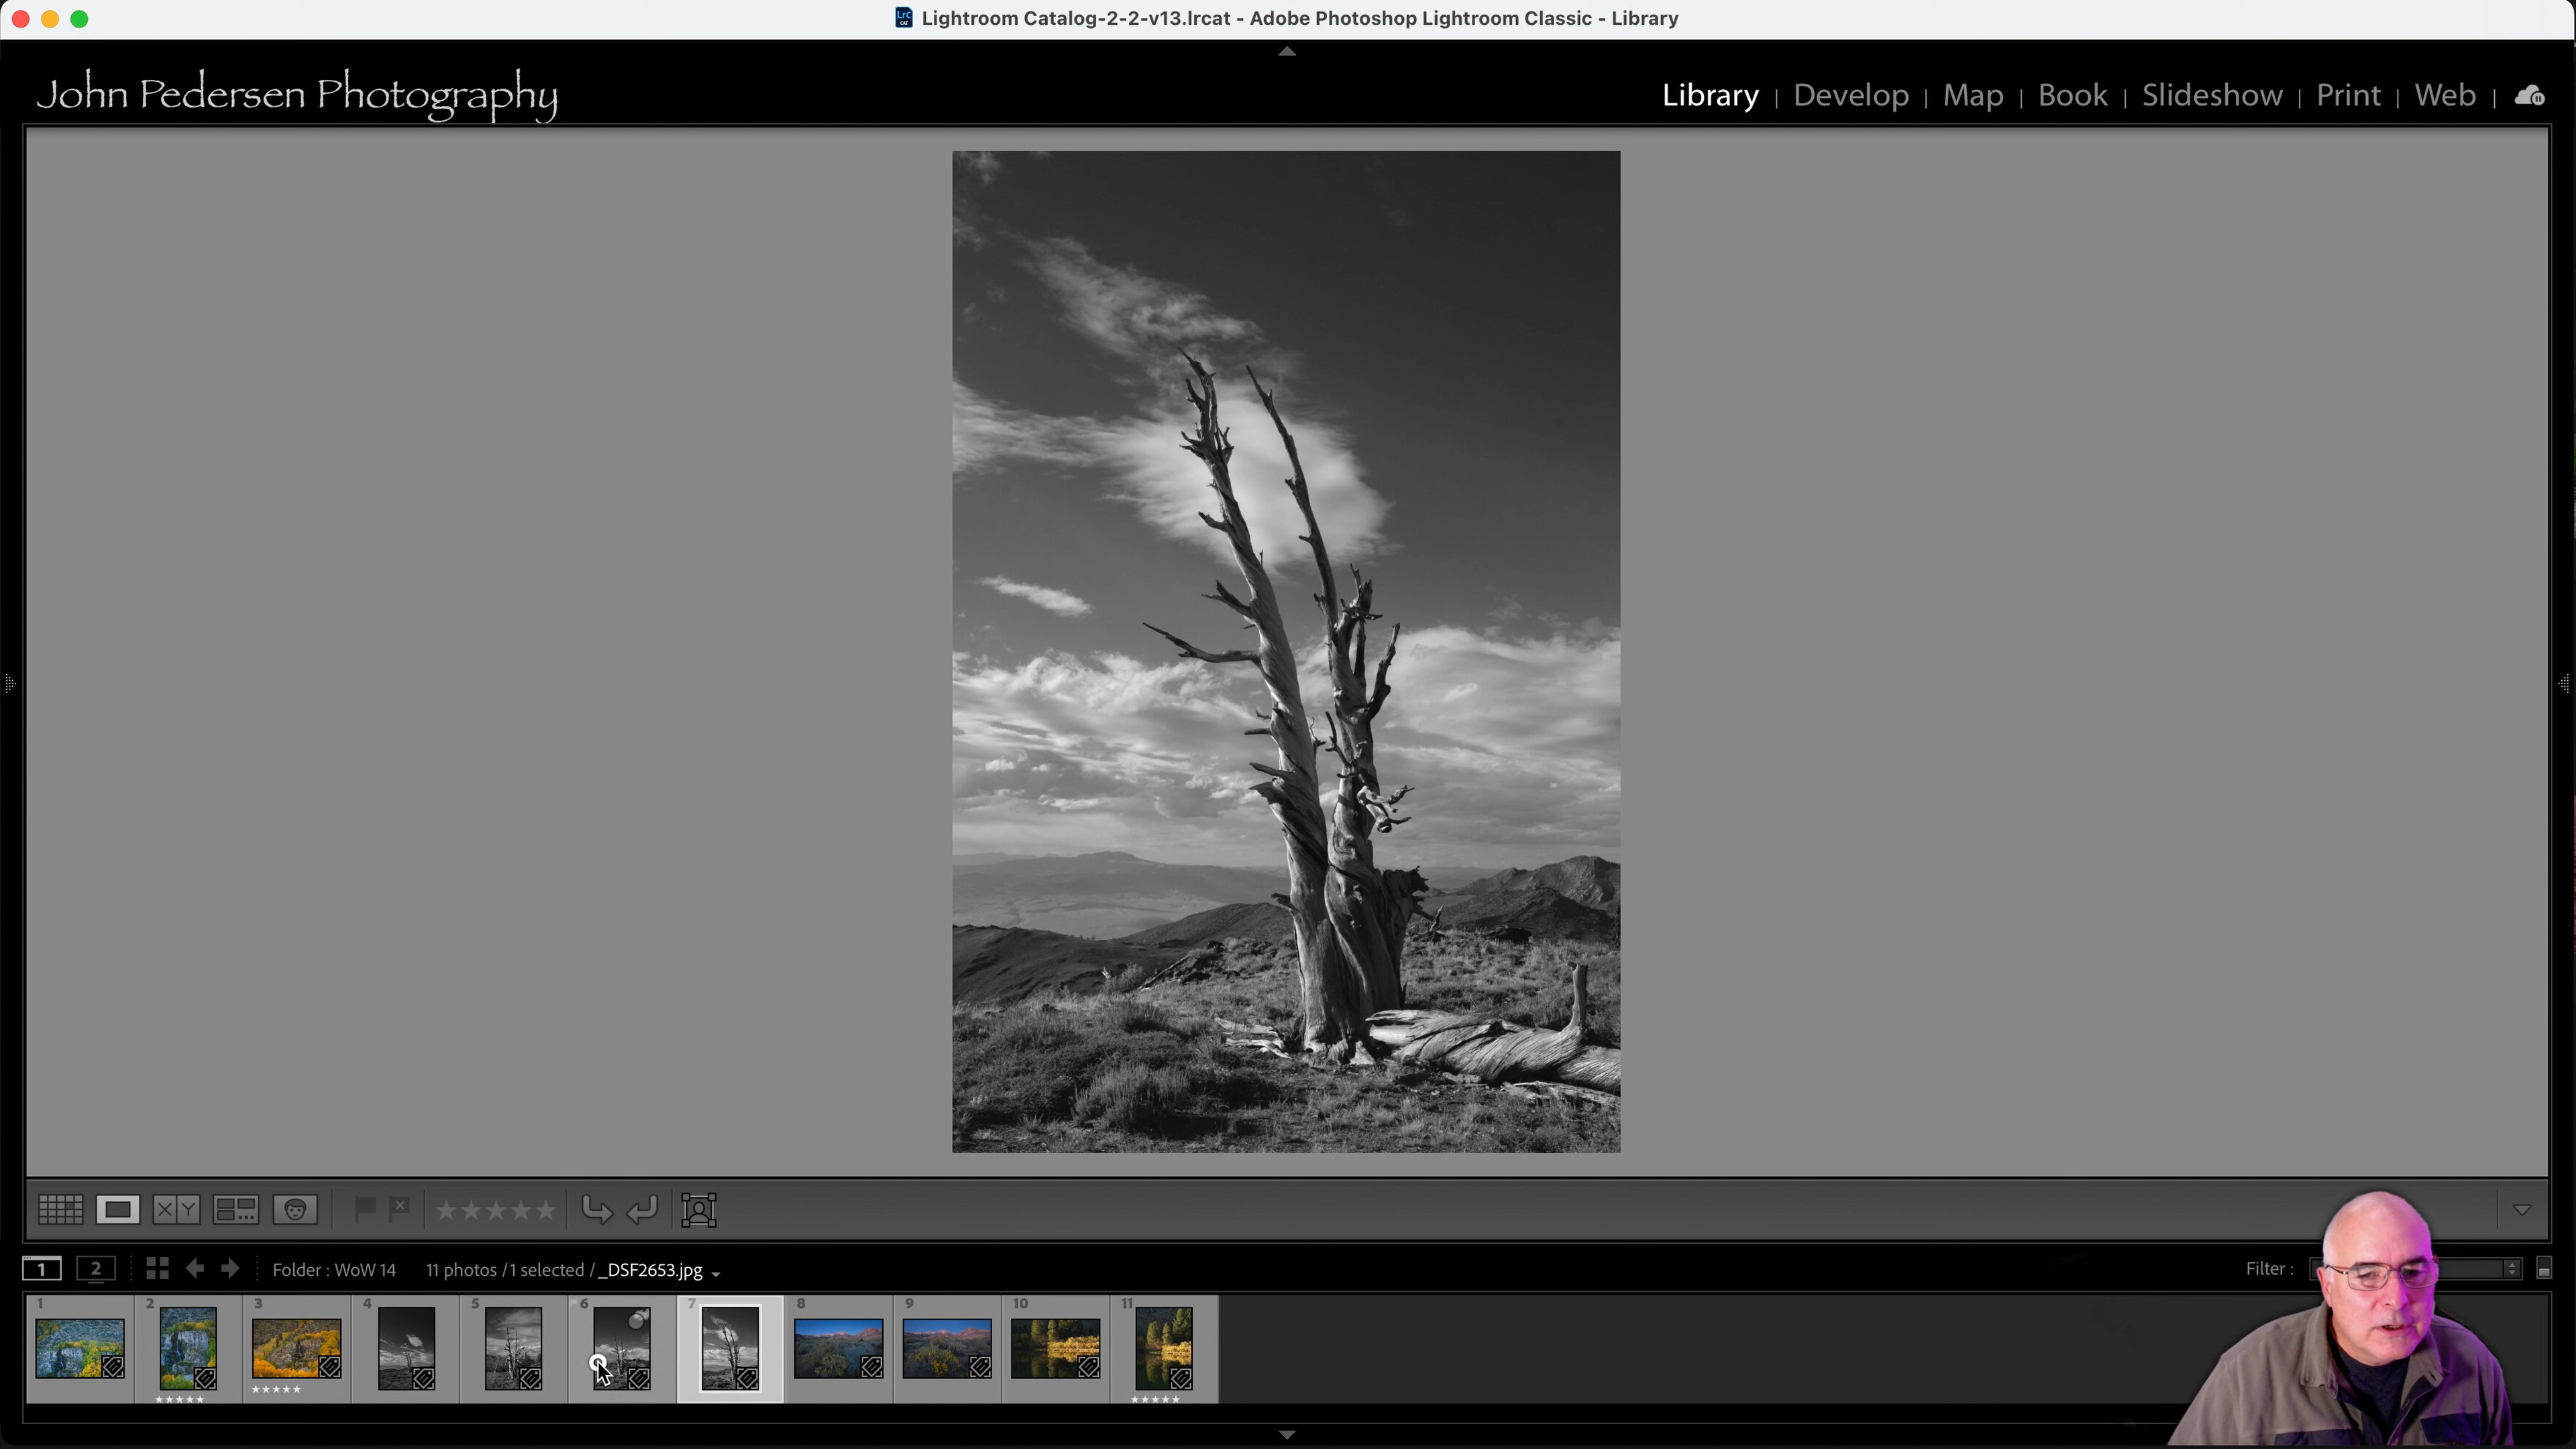 Lightroom Catalog-2-2-v13.lrcat - Adobe Photoshop Lightroom Classic - Library
John Pedersen Photography
Library | Develop | Map | Book | Slideshow | Print | Web |
XY
1 2 Folder : WoW 14 11 photos / 1 selected / _DSF2653.jpg Filter :
1 2 3 4 5 6 7 8 9 10 11